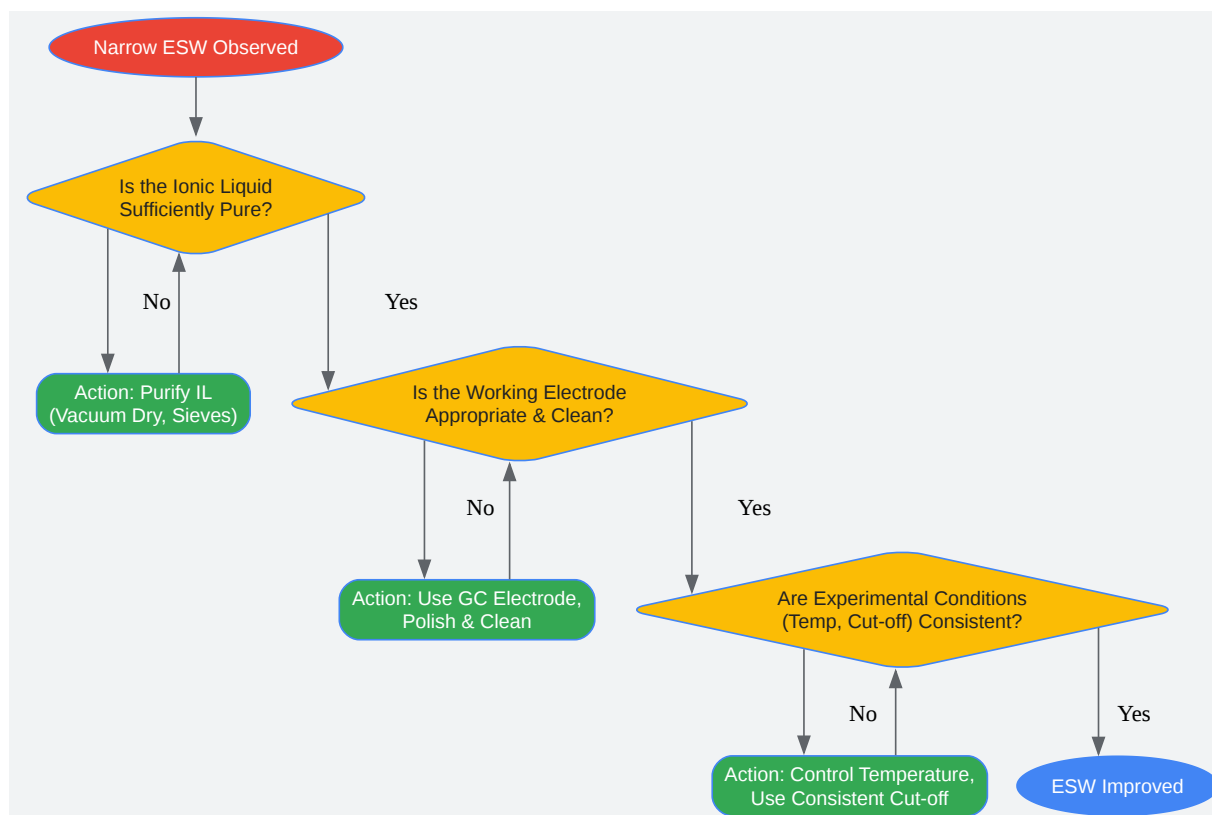 Narrow ESW Observed
Is the Ionic Liquid
Sufficiently Pure?
No
Yes
Action: Purify IL
(Vacuum Dry, Sieves)
Is the Working Electrode
Appropriate & Clean?
No
Yes
Action: Use GC Electrode,
Polish & Clean
Are Experimental Conditions
(Temp, Cut-off) Consistent?
No
Yes
Action: Control Temperature,
Use Consistent Cut-off
ESW Improved